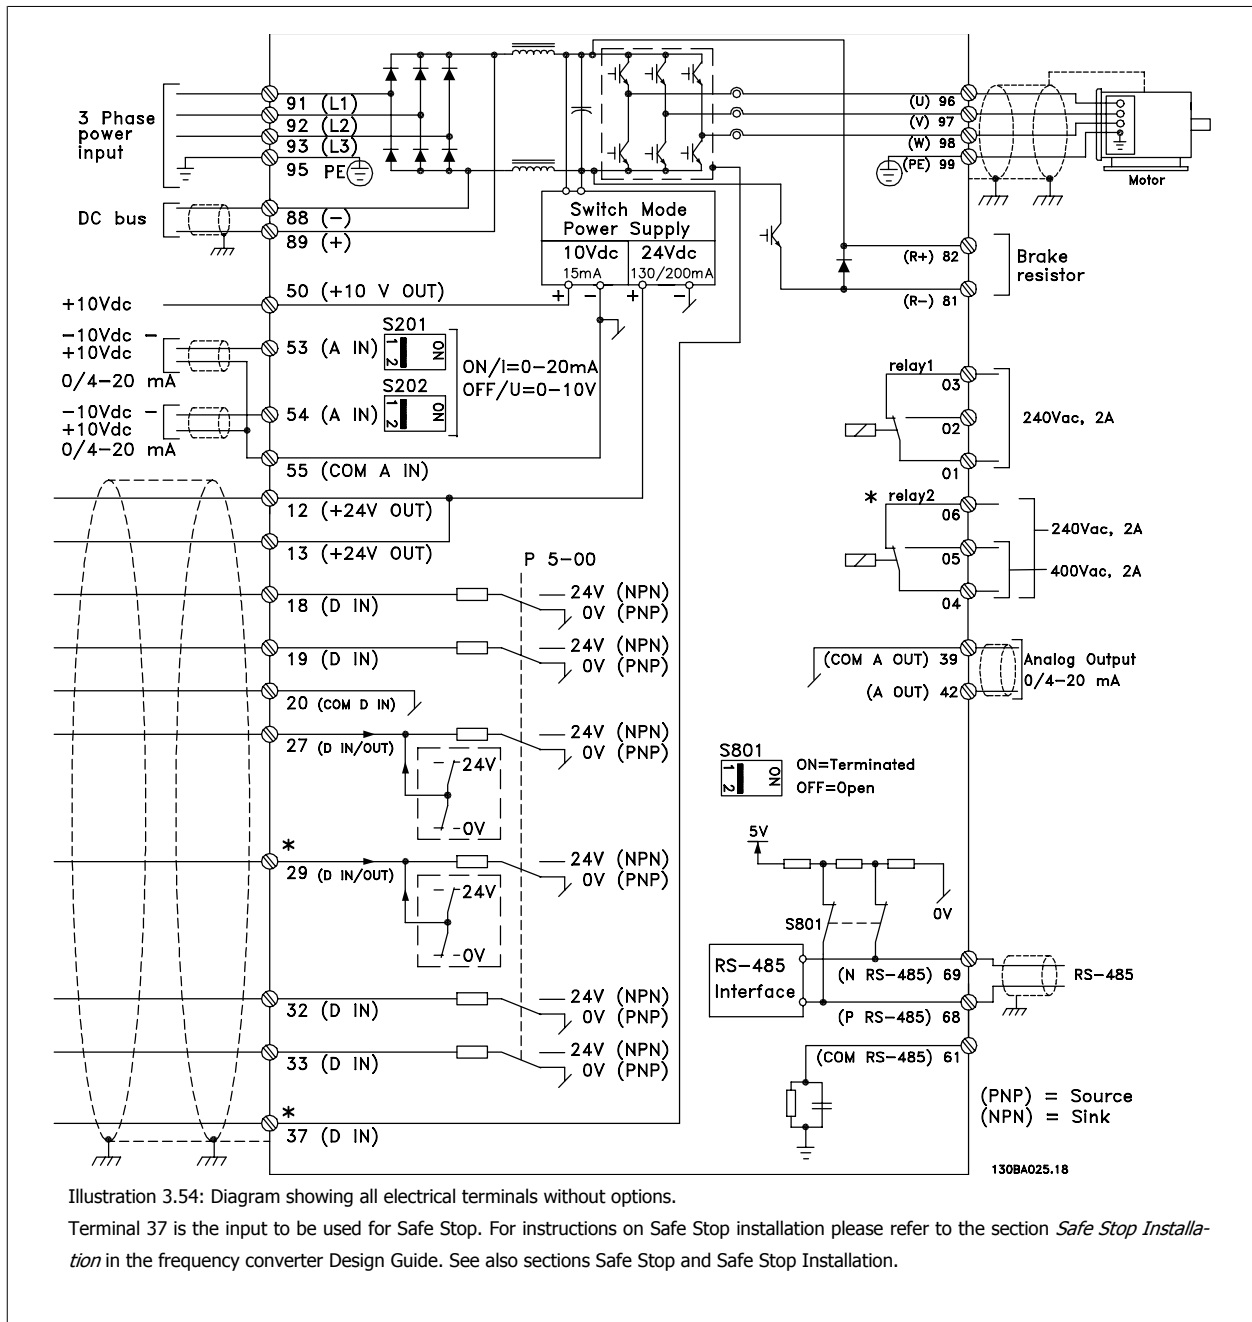 3 Phase
power
input
91 (L1)
92 (L2)
93 (L3)
95 PE
DC bus
88 (−)
89 (+)
Switch Mode
Power Supply
10Vdc
15mA
24Vdc
130/200mA
+ − + −
(U) 96
(V) 97
(W) 98
(PE) 99
Motor
(R+) 82
(R−) 81
Brake
resistor
+10Vdc
50 (+10 V OUT)
−10Vdc −
+10Vdc
0/4−20 mA
53 (A IN)
S201
ON
1 2
ON/I=0−20mA
OFF/U=0−10V
−10Vdc −
+10Vdc
0/4−20 mA
54 (A IN)
S202
ON
1 2
55 (COM A IN)
12 (+24V OUT)
13 (+24V OUT)
P 5-00
18 (D IN)
24V (NPN)
0V (PNP)
19 (D IN)
24V (NPN)
0V (PNP)
20 (COM D IN)
27 (D IN/OUT)
24V (NPN)
0V (PNP)
24V
0V
*
29 (D IN/OUT)
24V (NPN)
0V (PNP)
24V
0V
32 (D IN)
24V (NPN)
0V (PNP)
33 (D IN)
24V (NPN)
0V (PNP)
*
37 (D IN)
relay1
03
02
01
240Vac, 2A
* relay2
06
05
04
240Vac, 2A
400Vac, 2A
(COM A OUT) 39
(A OUT) 42
Analog Output
0/4−20 mA
S801
ON
1 2
ON=Terminated
OFF=Open
5V
S801
0V
RS-485
Interface
(N RS-485) 69
(P RS-485) 68
RS-485
(COM RS-485) 61
(PNP) = Source
(NPN) = Sink
130BA025.18
Illustration 3.54: Diagram showing all electrical terminals without options.
Terminal 37 is the input to be used for Safe Stop. For instructions on Safe Stop installation please refer to the section Safe Stop Installa-
tion in the frequency converter Design Guide. See also sections Safe Stop and Safe Stop Installation.